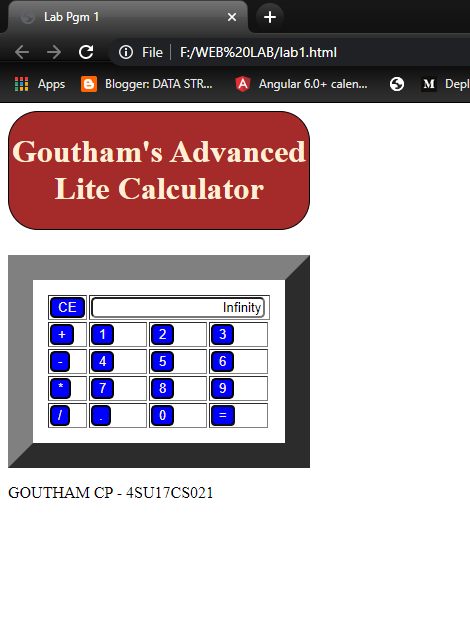 Lab Pgm 1
File F:/WEB%20LAB/lab1.html
Apps Blogger: DATA STR... Angular 6.0+ calen... M Depl
Goutham's Advanced
Lite Calculator
CE Infinity
+ 1 2 3
- 4 5 6
* 7 8 9
/ . 0 =
GOUTHAM CP - 4SU17CS021